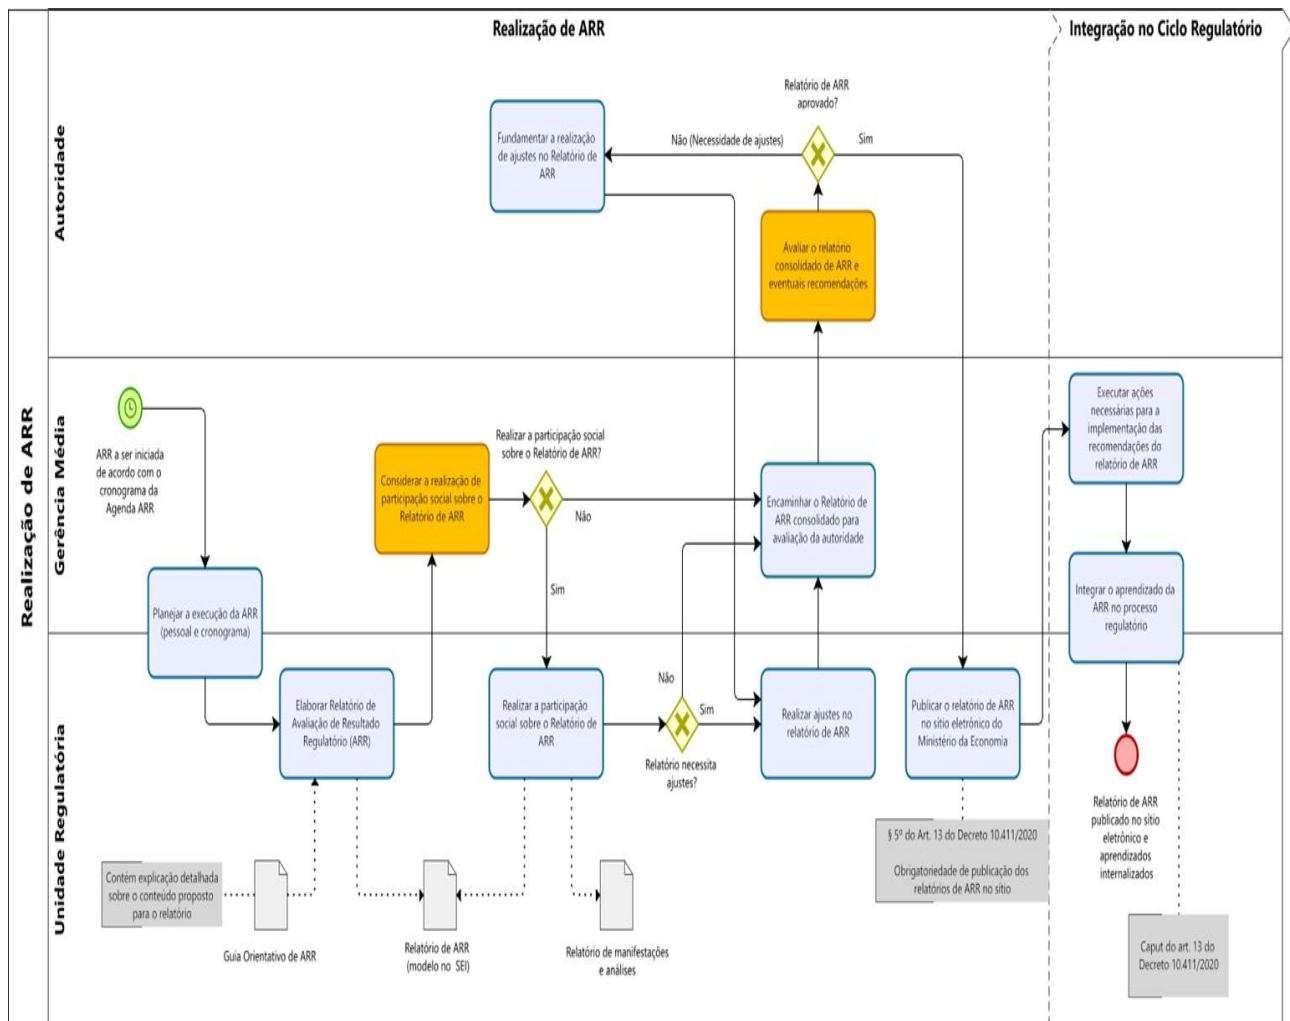 Realização de ARR
Integração no Ciclo Regulatório
Realização de ARR
Autoridade
Relatório de ARR
aprovado?
Não (Necessidade de ajustes)
Sim
Fundamentar a realização
de ajustes no Relatório de
ARR
Avaliar o relatório
consolidado de ARR e
eventuais recomendações
Gerência Média
ARR a ser iniciada
de acordo com o
cronograma da
Agenda ARR
Planejar a execução da ARR
(pessoal e cronograma)
Considerar a realização de
participação social sobre o
Relatório de ARR
Realizar a participação social
sobre o Relatório de ARR?
Não
Sim
Encaminhar o Relatório de
ARR consolidado para
avaliação da autoridade
Executar ações
necessárias para a
implementação das
recomendações do
relatório de ARR
Integrar o aprendizado da
ARR no processo
regulatório
Unidade Regulatória
Elaborar Relatório de
Avaliação de Resultado
Regulatório (ARR)
Realizar a participação
social sobre o Relatório de
ARR
Não
Sim
Relatório necessita
ajustes?
Realizar ajustes no
relatório de ARR
Publicar o relatório de ARR
no sítio eletrônico do
Ministério da Economia
Relatório de ARR
publicado no sítio
eletrônico e
aprendizados
internalizados
Contém explicação detalhada
sobre o conteúdo proposto
para o relatório
Guia Orientativo de ARR
Relatório de ARR
(modelo no SEI)
Relatório de manifestações
e análises
§ 5º do Art. 13 do Decreto 10.411/2020
Obrigatoriedade de publicação dos
relatórios de ARR no sítio
Caput do art. 13 do
Decreto 10.411/2020